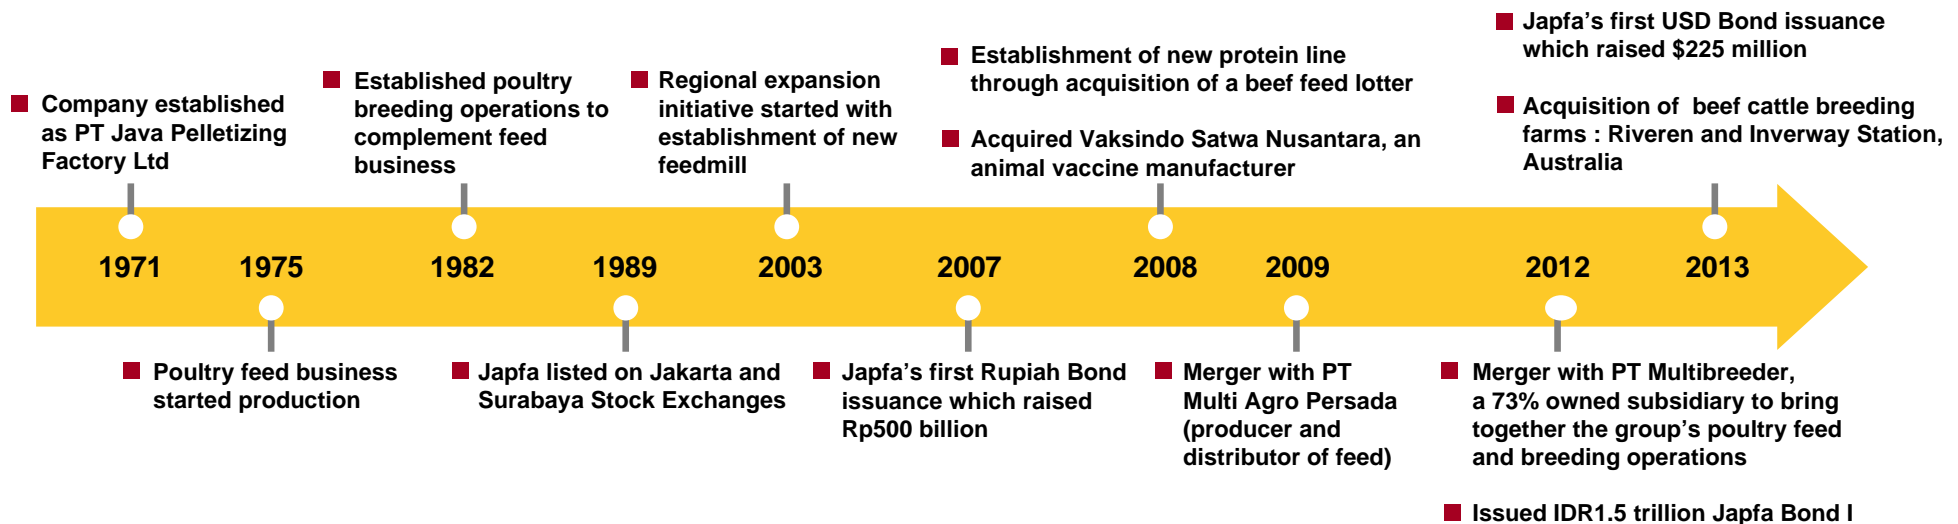 Company established
as PT Java Pelletizing
Factory Ltd
Established poultry
breeding operations to
complement feed
business
Regional expansion
initiative started with
establishment of new
feedmill
Establishment of new protein line
through acquisition of a beef feed lotter
Acquired Vaksindo Satwa Nusantara, an
animal vaccine manufacturer
Japfa's first USD Bond issuance
which raised $225 million
Acquisition of beef cattle breeding
farms : Riveren and Inverway Station,
Australia
1971 1975 1982 1989 2003 2007 2008 2009 2012 2013
Poultry feed business
started production
Japfa listed on Jakarta and
Surabaya Stock Exchanges
Japfa's first Rupiah Bond
issuance which raised
Rp500 billion
Merger with PT
Multi Agro Persada
(producer and
distributor of feed)
Merger with PT Multibreeder,
a 73% owned subsidiary to bring
together the group's poultry feed
and breeding operations
Issued IDR1.5 trillion Japfa Bond I